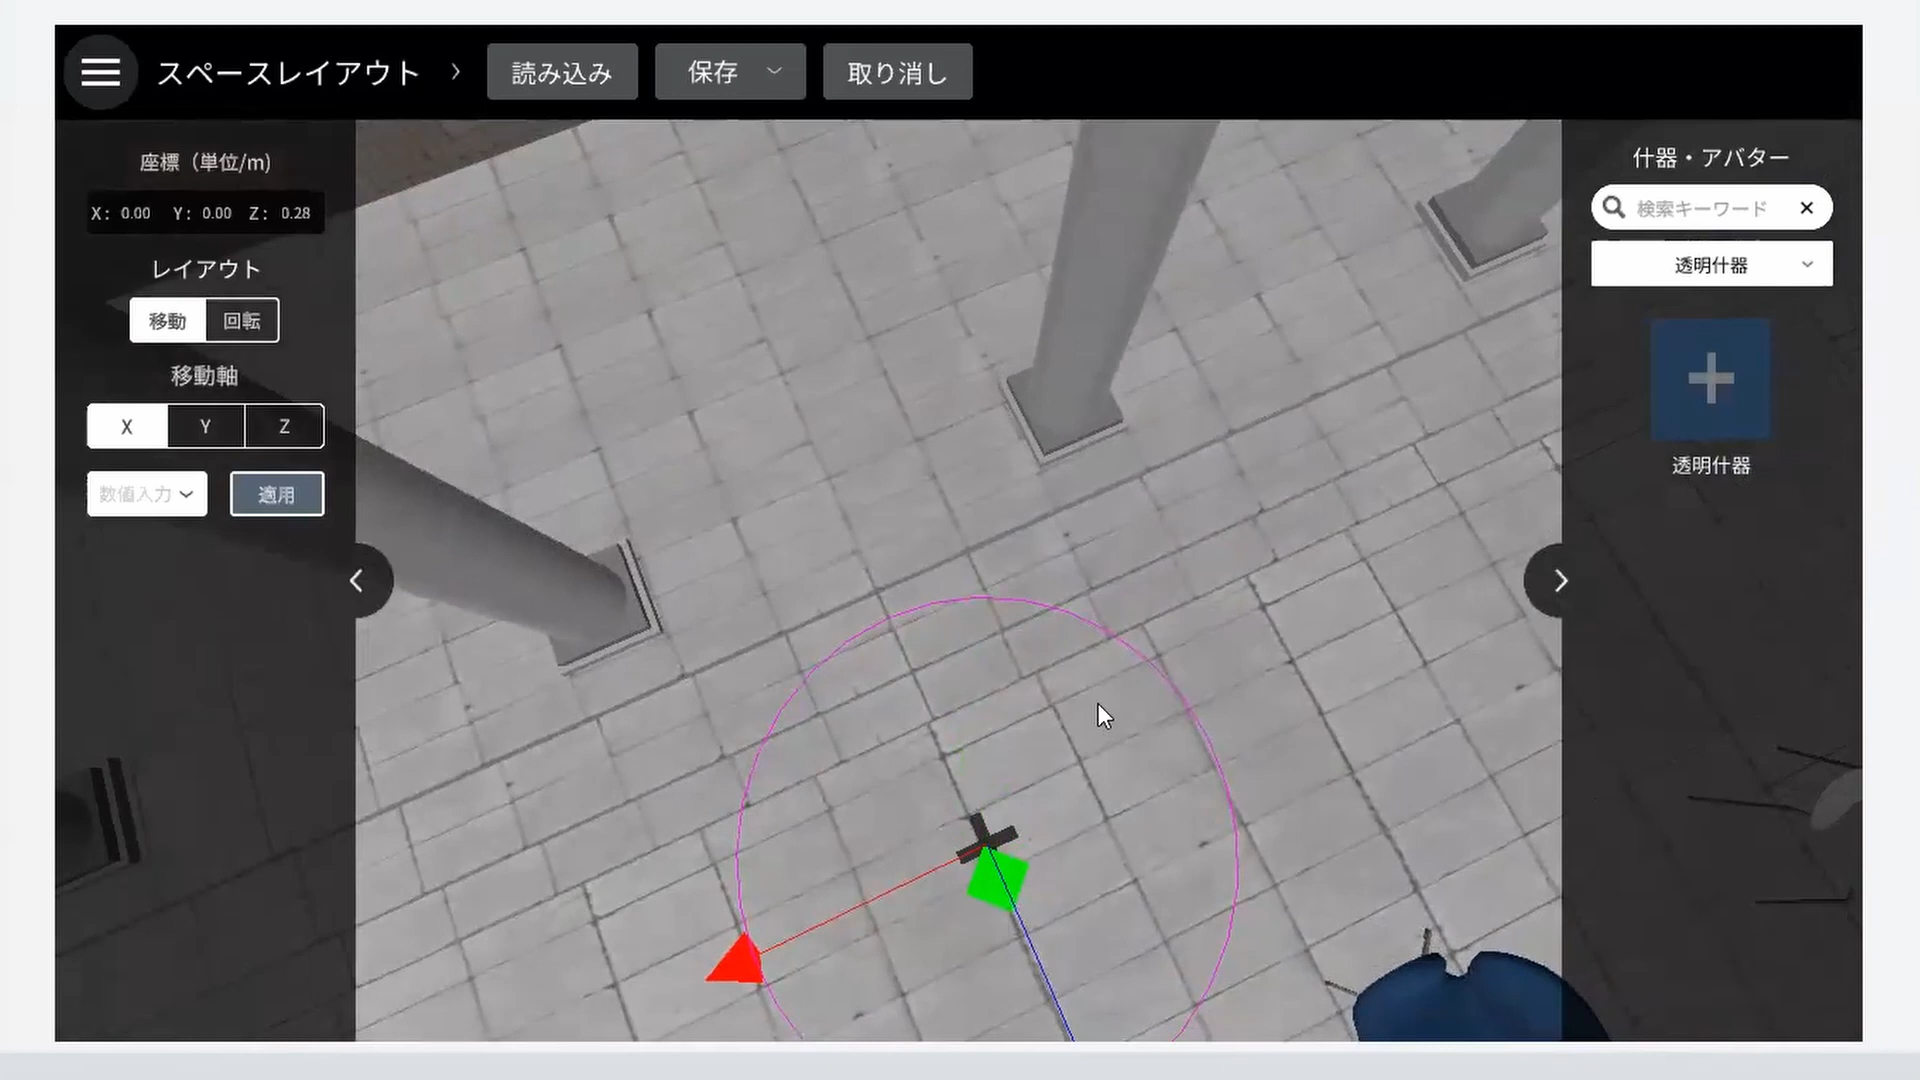 スペースレイアウト › 読み込み 保存 取り消し
座標（単位/m）
X: 0.00 Y: 0.00 Z: 0.28
レイアウト
移動 回転
移動軸
X Y Z
数値入力 適用
什器・アバター
検索キーワード
透明什器
透明什器